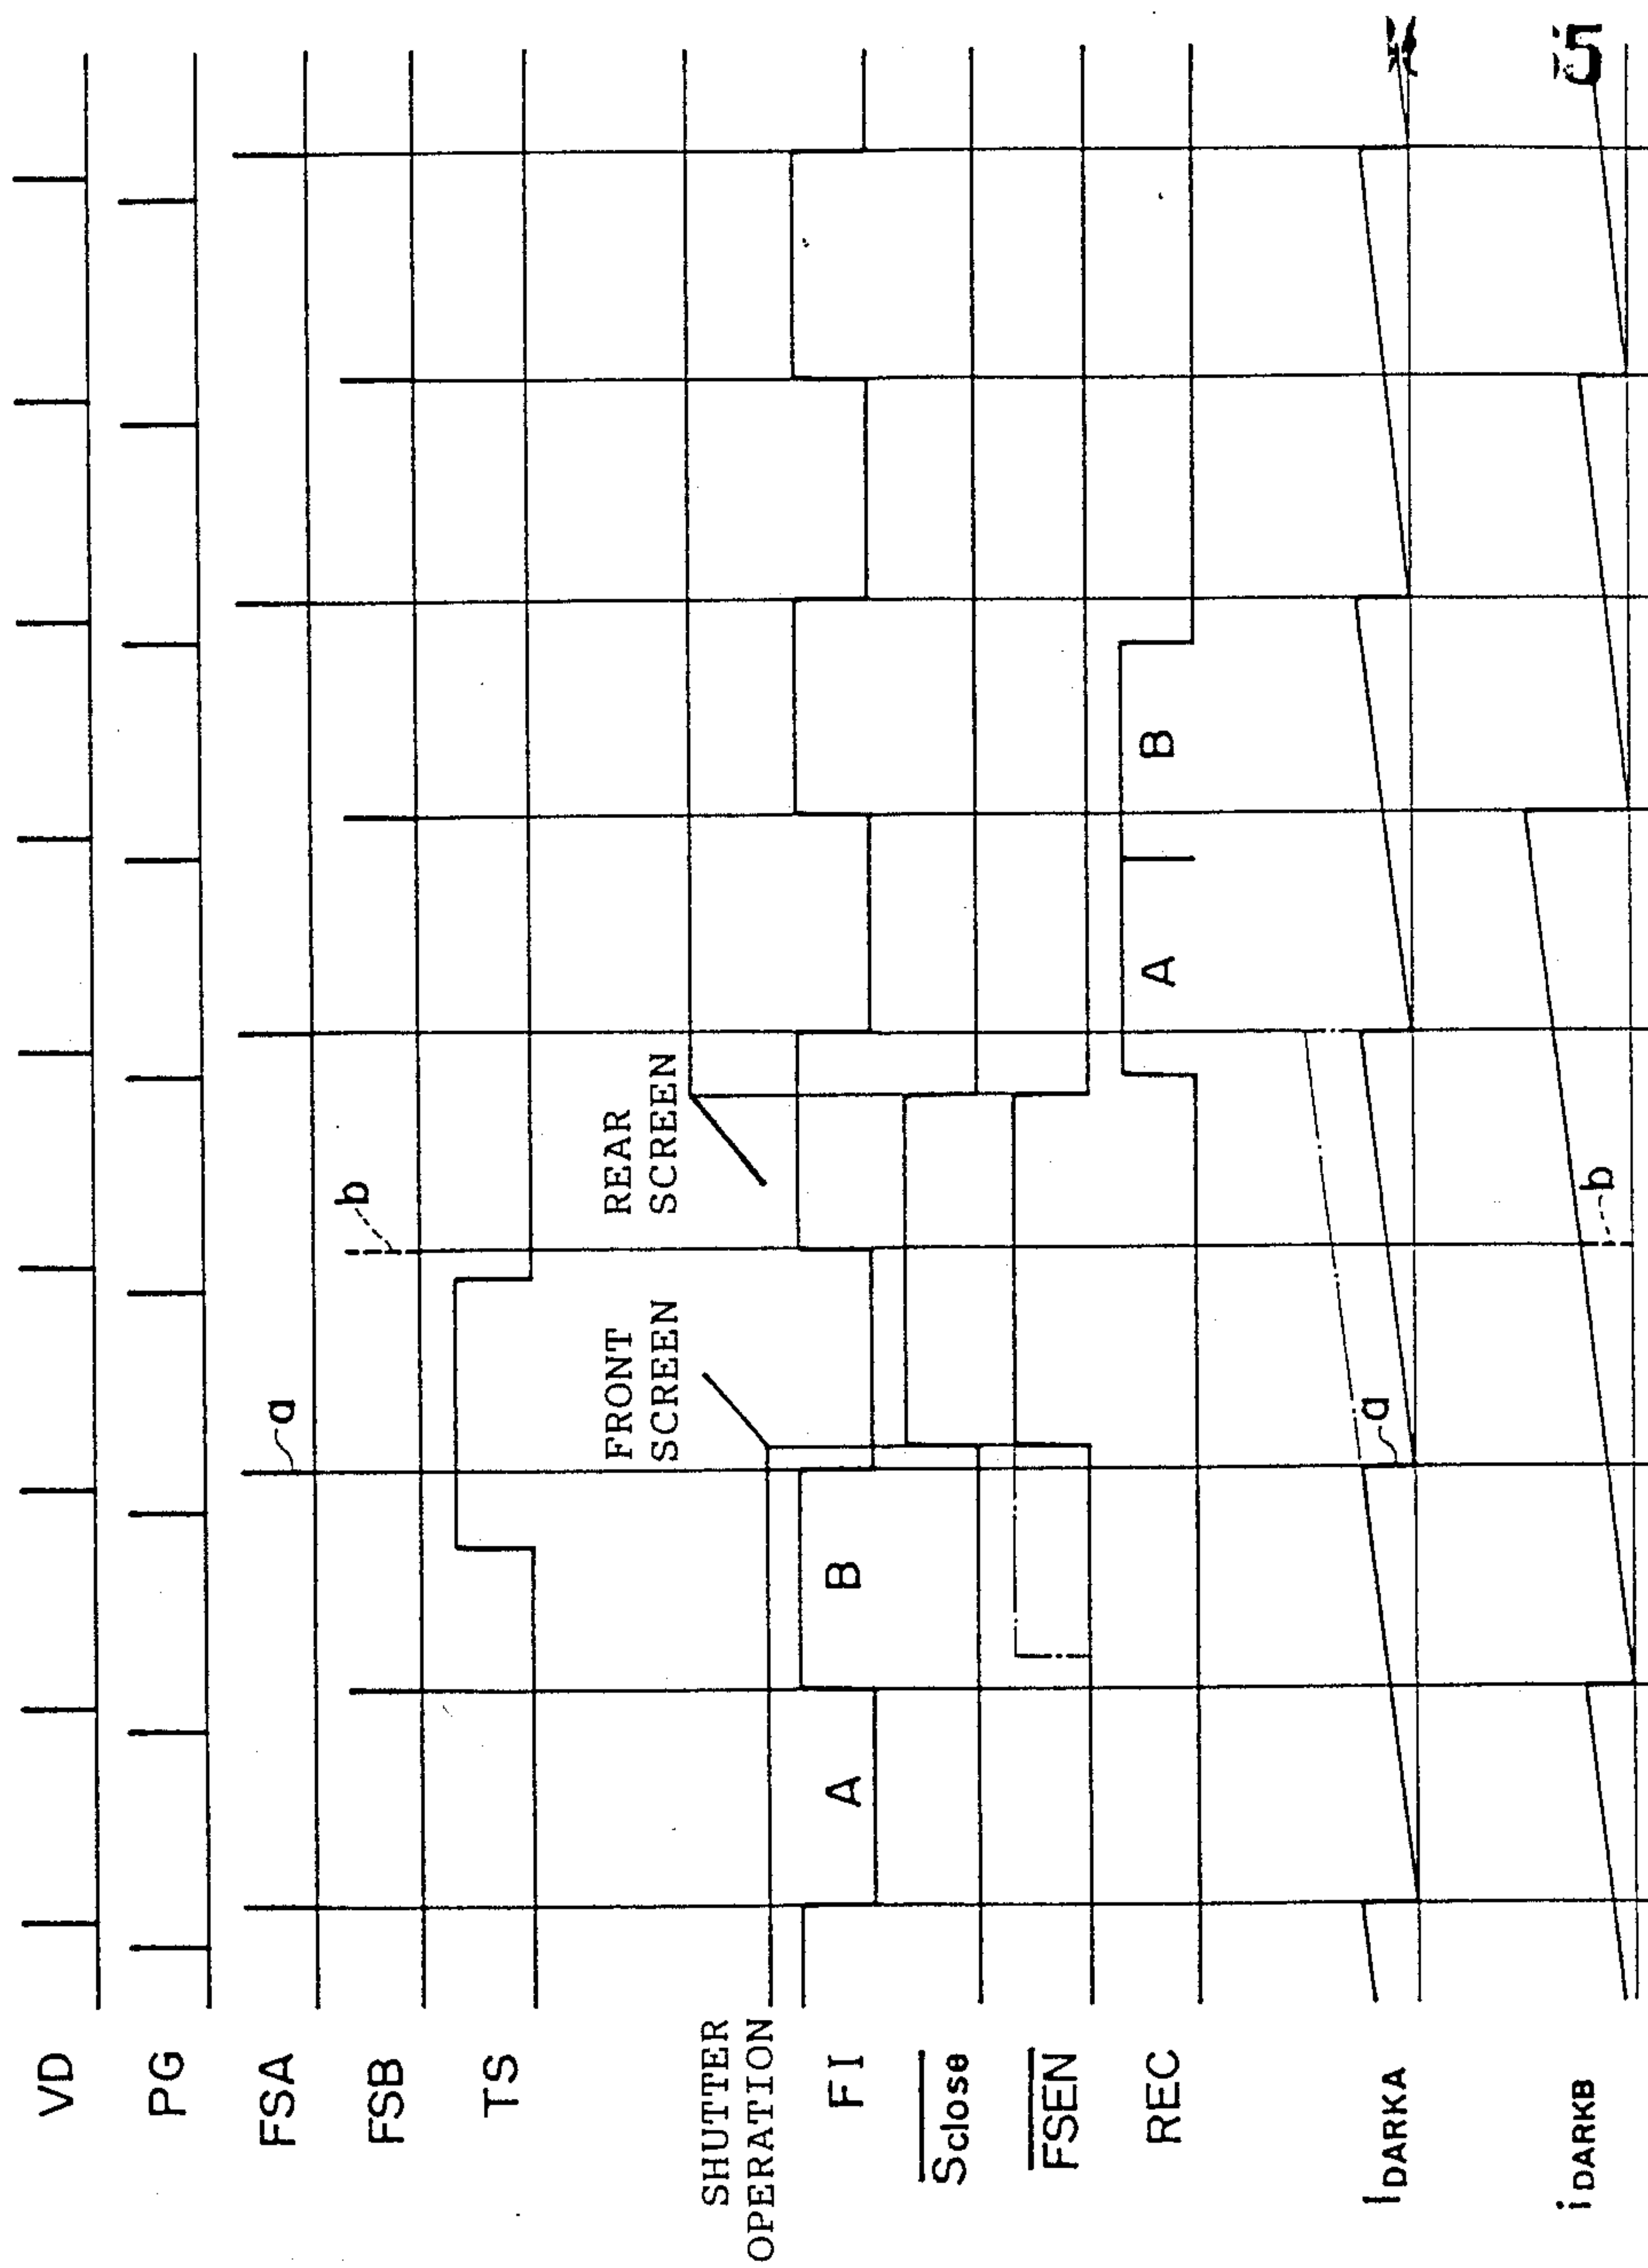 VD
PG
FSA
a
FSB
b
TS
SHUTTER
OPERATION
FRONT
SCREEN
REAR
SCREEN
FI
A
B
Sclose
FSEN
REC
A
B
iDARKA
a
iDARKB
b
5